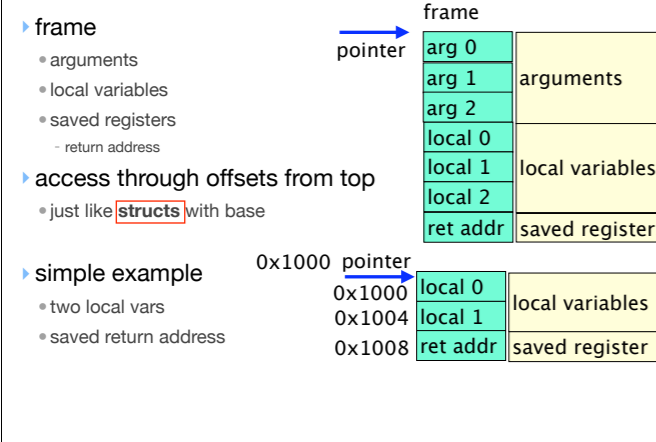 frame
arguments
local variables
saved registers
- return address
access through offsets from top
just like structs with base
simple example
two local vars
saved return address
frame
pointer
arg 0
arg 1
arg 2
local 0
local 1
local 2
ret addr
arguments
local variables
saved register
0x1000 pointer
0x1000 local 0
0x1004 local 1
0x1008 ret addr
local variables
saved register